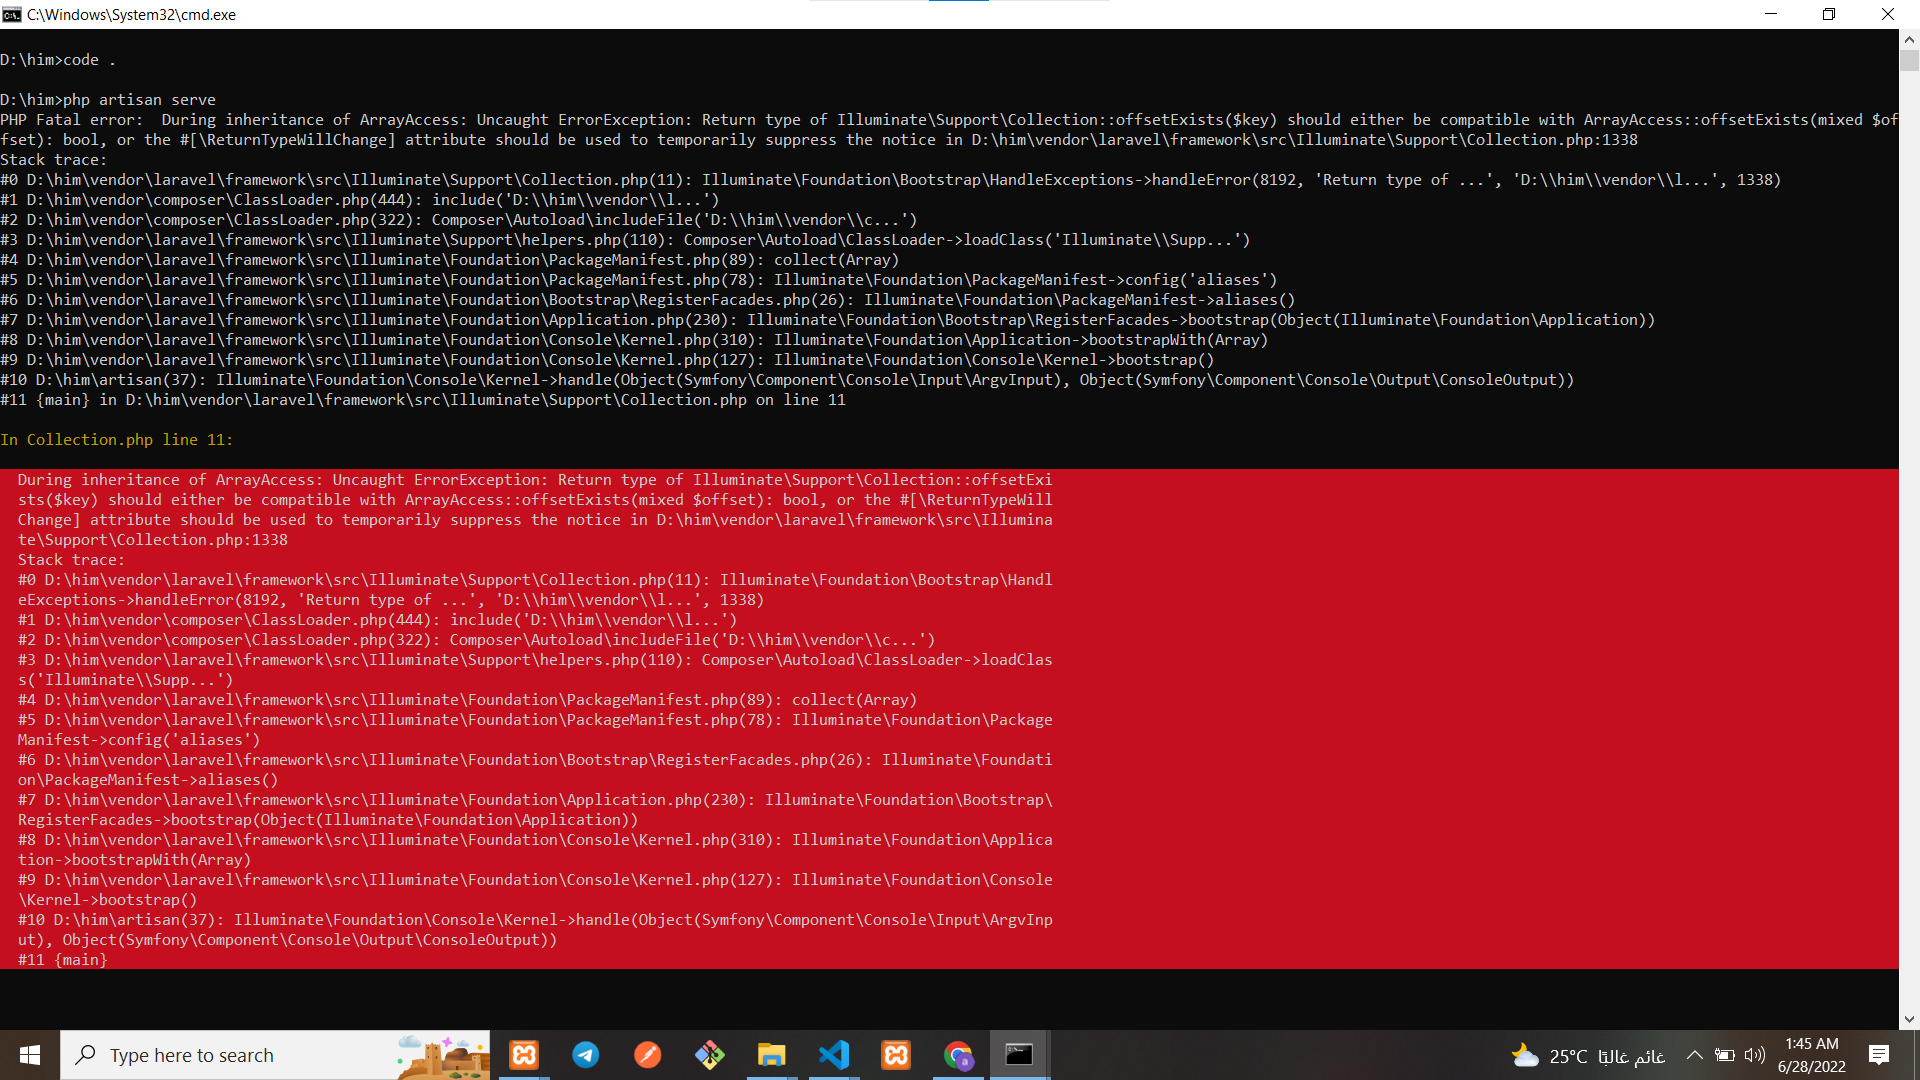 C:\Windows\System32\cmd.exe
D:\him>code .
D:\him>php artisan serve
PHP Fatal error:  During inheritance of ArrayAccess: Uncaught ErrorException: Return type of Illuminate\Support\Collection::offsetExists($key) should either be compatible with ArrayAccess::offsetExists(mixed $of
fset): bool, or the #[\ReturnTypeWillChange] attribute should be used to temporarily suppress the notice in D:\him\vendor\laravel\framework\src\Illuminate\Support\Collection.php:1338
Stack trace:
#0 D:\him\vendor\laravel\framework\src\Illuminate\Support\Collection.php(11): Illuminate\Foundation\Bootstrap\HandleExceptions->handleError(8192, 'Return type of ...', 'D:\\him\\vendor\\l...', 1338)
#1 D:\him\vendor\composer\ClassLoader.php(444): include('D:\\him\\vendor\\l...')
#2 D:\him\vendor\composer\ClassLoader.php(322): Composer\Autoload\includeFile('D:\\him\\vendor\\c...')
#3 D:\him\vendor\laravel\framework\src\Illuminate\Support\helpers.php(110): Composer\Autoload\ClassLoader->loadClass('Illuminate\\Supp...')
#4 D:\him\vendor\laravel\framework\src\Illuminate\Foundation\PackageManifest.php(89): collect(Array)
#5 D:\him\vendor\laravel\framework\src\Illuminate\Foundation\PackageManifest.php(78): Illuminate\Foundation\PackageManifest->config('aliases')
#6 D:\him\vendor\laravel\framework\src\Illuminate\Foundation\Bootstrap\RegisterFacades.php(26): Illuminate\Foundation\PackageManifest->aliases()
#7 D:\him\vendor\laravel\framework\src\Illuminate\Foundation\Application.php(230): Illuminate\Foundation\Bootstrap\RegisterFacades->bootstrap(Object(Illuminate\Foundation\Application))
#8 D:\him\vendor\laravel\framework\src\Illuminate\Foundation\Console\Kernel.php(310): Illuminate\Foundation\Application->bootstrapWith(Array)
#9 D:\him\vendor\laravel\framework\src\Illuminate\Foundation\Console\Kernel.php(127): Illuminate\Foundation\Console\Kernel->bootstrap()
#10 D:\him\artisan(37): Illuminate\Foundation\Console\Kernel->handle(Object(Symfony\Component\Console\Input\ArgvInput), Object(Symfony\Component\Console\Output\ConsoleOutput))
#11 {main} in D:\him\vendor\laravel\framework\src\Illuminate\Support\Collection.php on line 11
In Collection.php line 11:
During inheritance of ArrayAccess: Uncaught ErrorException: Return type of Illuminate\Support\Collection::offsetExi
sts($key) should either be compatible with ArrayAccess::offsetExists(mixed $offset): bool, or the #[\ReturnTypeWill
Change] attribute should be used to temporarily suppress the notice in D:\him\vendor\laravel\framework\src\Illumina
te\Support\Collection.php:1338
Stack trace:
#0 D:\him\vendor\laravel\framework\src\Illuminate\Support\Collection.php(11): Illuminate\Foundation\Bootstrap\Handl
eExceptions->handleError(8192, 'Return type of ...', 'D:\\him\\vendor\\l...', 1338)
#1 D:\him\vendor\composer\ClassLoader.php(444): include('D:\\him\\vendor\\l...')
#2 D:\him\vendor\composer\ClassLoader.php(322): Composer\Autoload\includeFile('D:\\him\\vendor\\c...')
#3 D:\him\vendor\laravel\framework\src\Illuminate\Support\helpers.php(110): Composer\Autoload\ClassLoader->loadClas
s('Illuminate\\Supp...')
#4 D:\him\vendor\laravel\framework\src\Illuminate\Foundation\PackageManifest.php(89): collect(Array)
#5 D:\him\vendor\laravel\framework\src\Illuminate\Foundation\PackageManifest.php(78): Illuminate\Foundation\Package
Manifest->config('aliases')
#6 D:\him\vendor\laravel\framework\src\Illuminate\Foundation\Bootstrap\RegisterFacades.php(26): Illuminate\Foundati
on\PackageManifest->aliases()
#7 D:\him\vendor\laravel\framework\src\Illuminate\Foundation\Application.php(230): Illuminate\Foundation\Bootstrap\
RegisterFacades->bootstrap(Object(Illuminate\Foundation\Application))
#8 D:\him\vendor\laravel\framework\src\Illuminate\Foundation\Console\Kernel.php(310): Illuminate\Foundation\Applica
tion->bootstrapWith(Array)
#9 D:\him\vendor\laravel\framework\src\Illuminate\Foundation\Console\Kernel.php(127): Illuminate\Foundation\Console
\Kernel->bootstrap()
#10 D:\him\artisan(37): Illuminate\Foundation\Console\Kernel->handle(Object(Symfony\Component\Console\Input\ArgvInp
ut), Object(Symfony\Component\Console\Output\ConsoleOutput))
#11 {main}
Type here to search
25°C غائم غالبًا
1:45 AM
6/28/2022